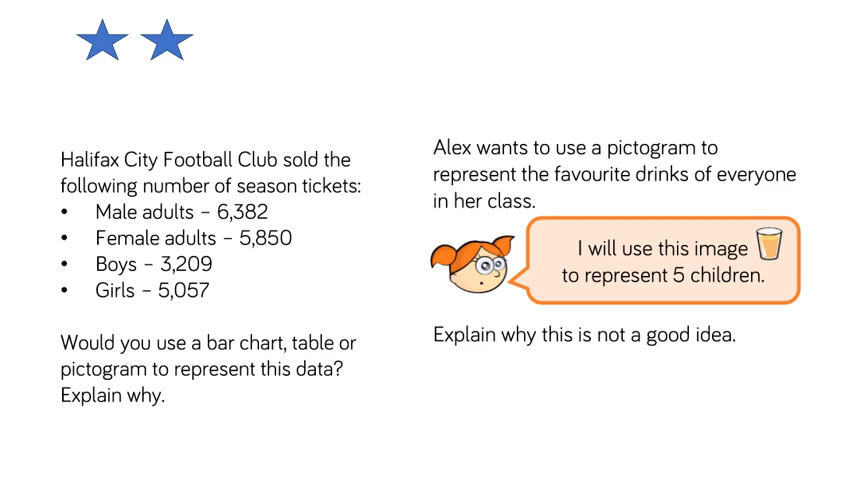 Halifax City Football Club sold the
following number of season tickets:
• Male adults – 6,382
• Female adults – 5,850
• Boys – 3,209
• Girls – 5,057
Would you use a bar chart, table or
pictogram to represent this data?
Explain why.
Alex wants to use a pictogram to
represent the favourite drinks of everyone
in her class.
I will use this image
to represent 5 children.
Explain why this is not a good idea.